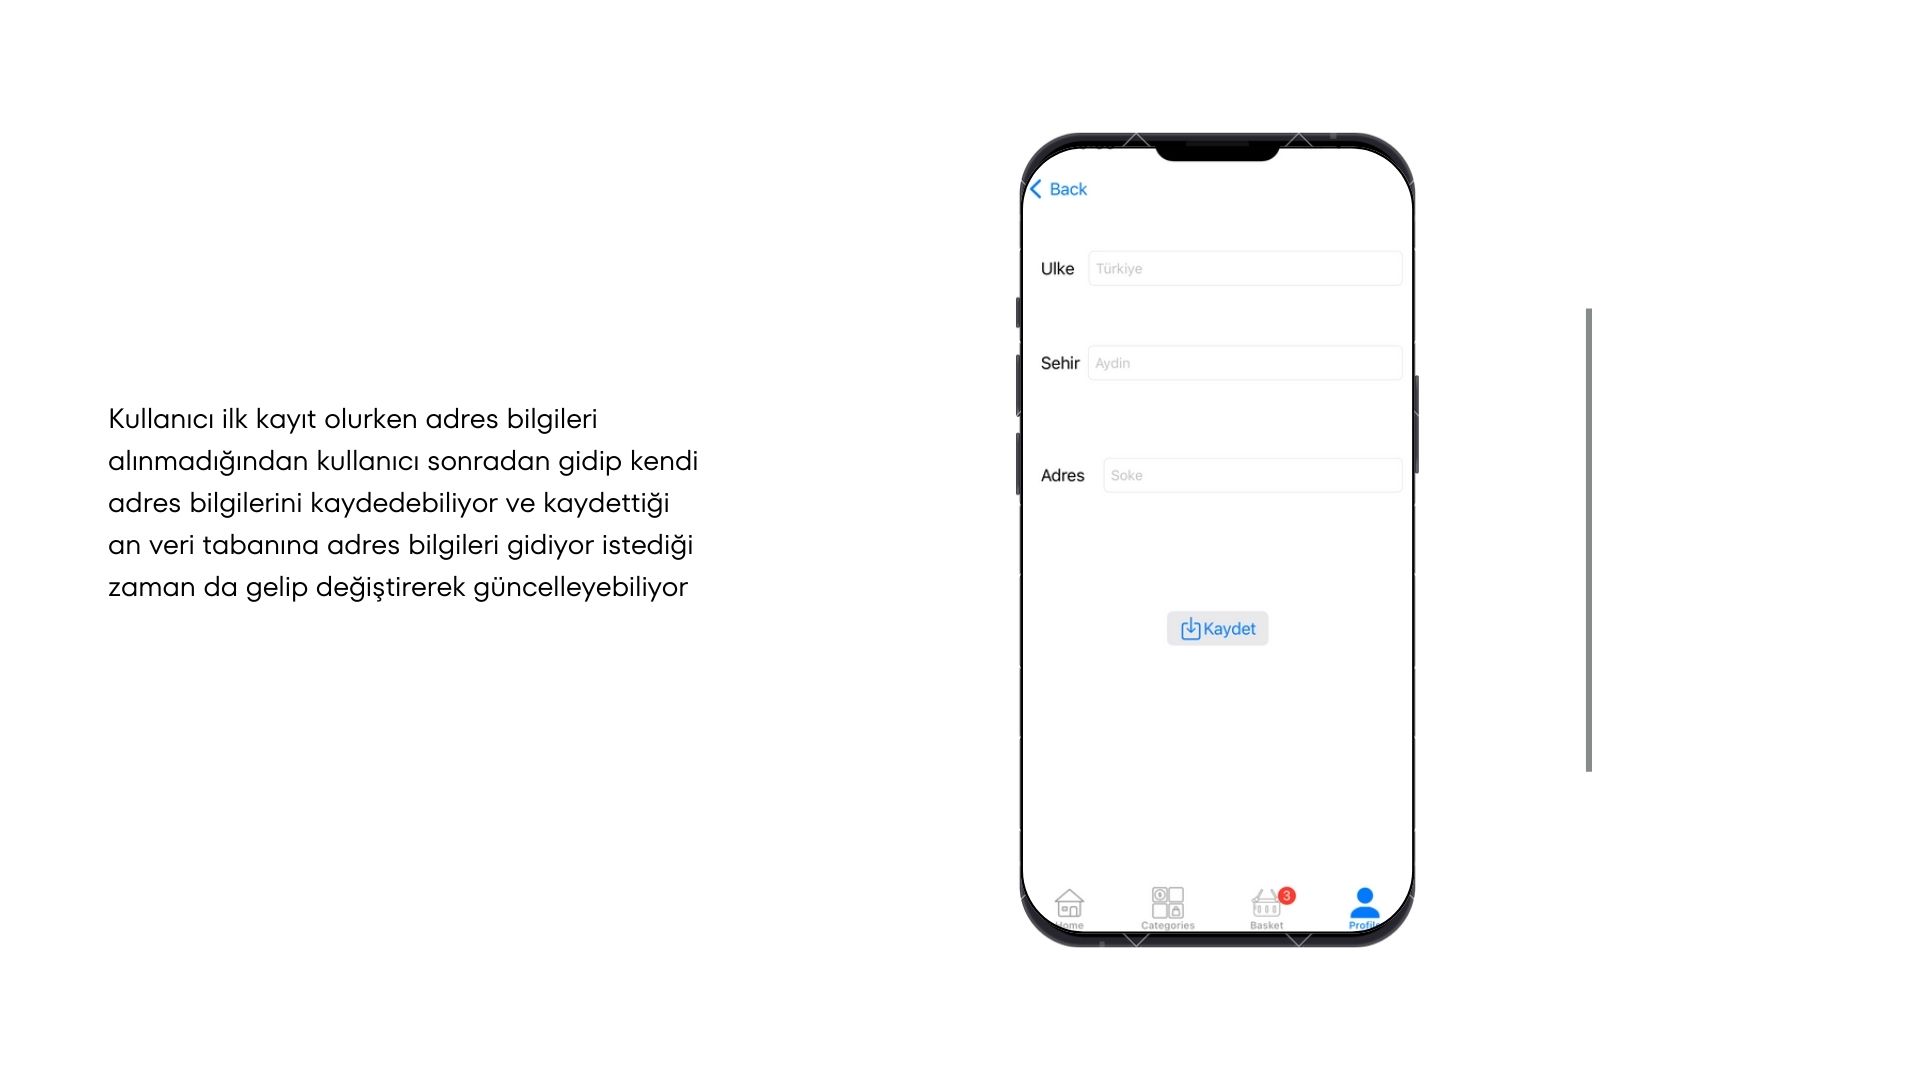 Kullanıcı ilk kayıt olurken adres bilgileri
alınmadığından kullanıcı sonradan gidip kendi
adres bilgilerini kaydedebiliyor ve kaydettiği
an veri tabanına adres bilgileri gidiyor istediği
zaman da gelip değiştirerek güncelleyebiliyor
Back
Ulke Türkiye
Sehir Aydin
Adres Soke
Kaydet
3
Home Categories Basket Profile